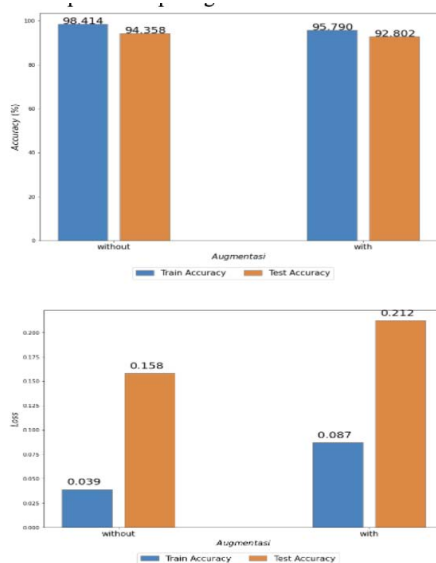 98.414
94.358
95.790
92.802
100
80
60
40
20
0
Accuracy (%)
without
with
Augmentasi
Train Accuracy
Test Accuracy
0.212
0.158
0.087
0.039
0.200
0.175
0.150
0.125
0.100
0.075
0.050
0.025
0.000
Loss
without
with
Augmentasi
Train Accuracy
Test Accuracy